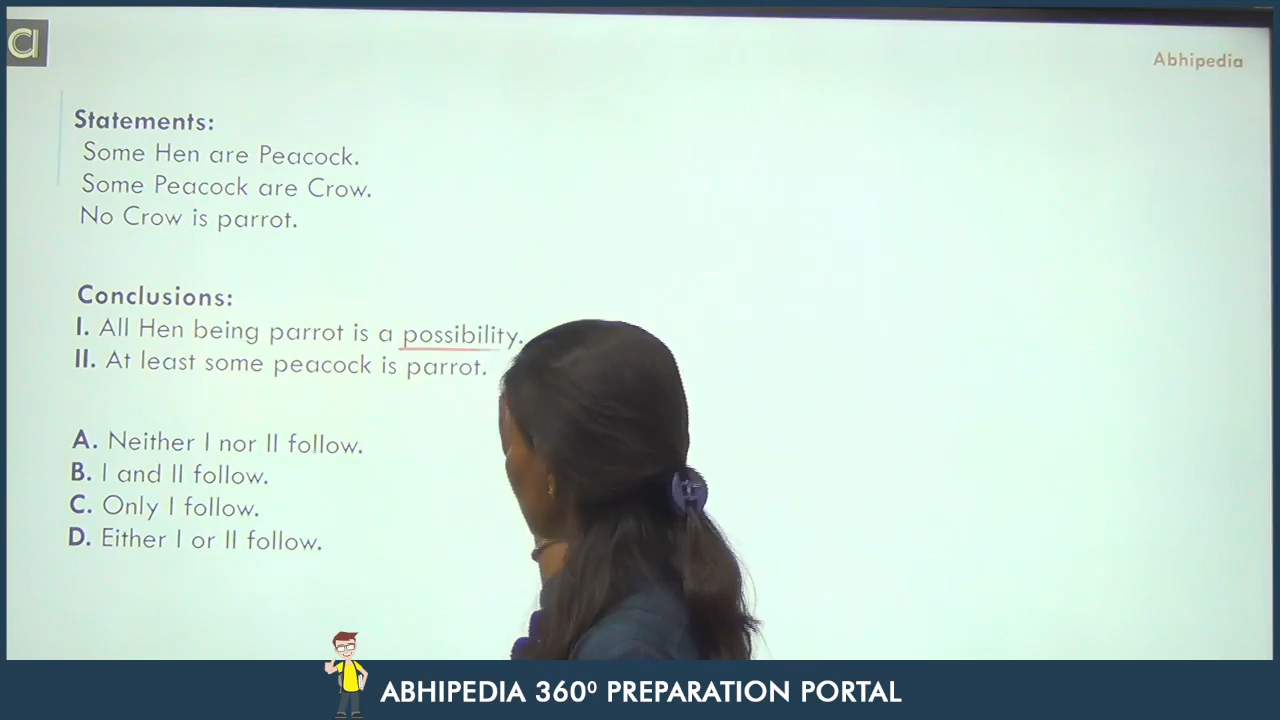 Abhipedia
Statements:
Some Hen are Peacock.
Some Peacock are Crow.
No Crow is parrot.
Conclusions:
I. All Hen being parrot is a possibility.
II. At least some peacock is parrot.
A. Neither I nor II follow.
B. I and II follow.
C. Only I follow.
D. Either I or II follow.
ABHIPEDIA 360⁰ PREPARATION PORTAL